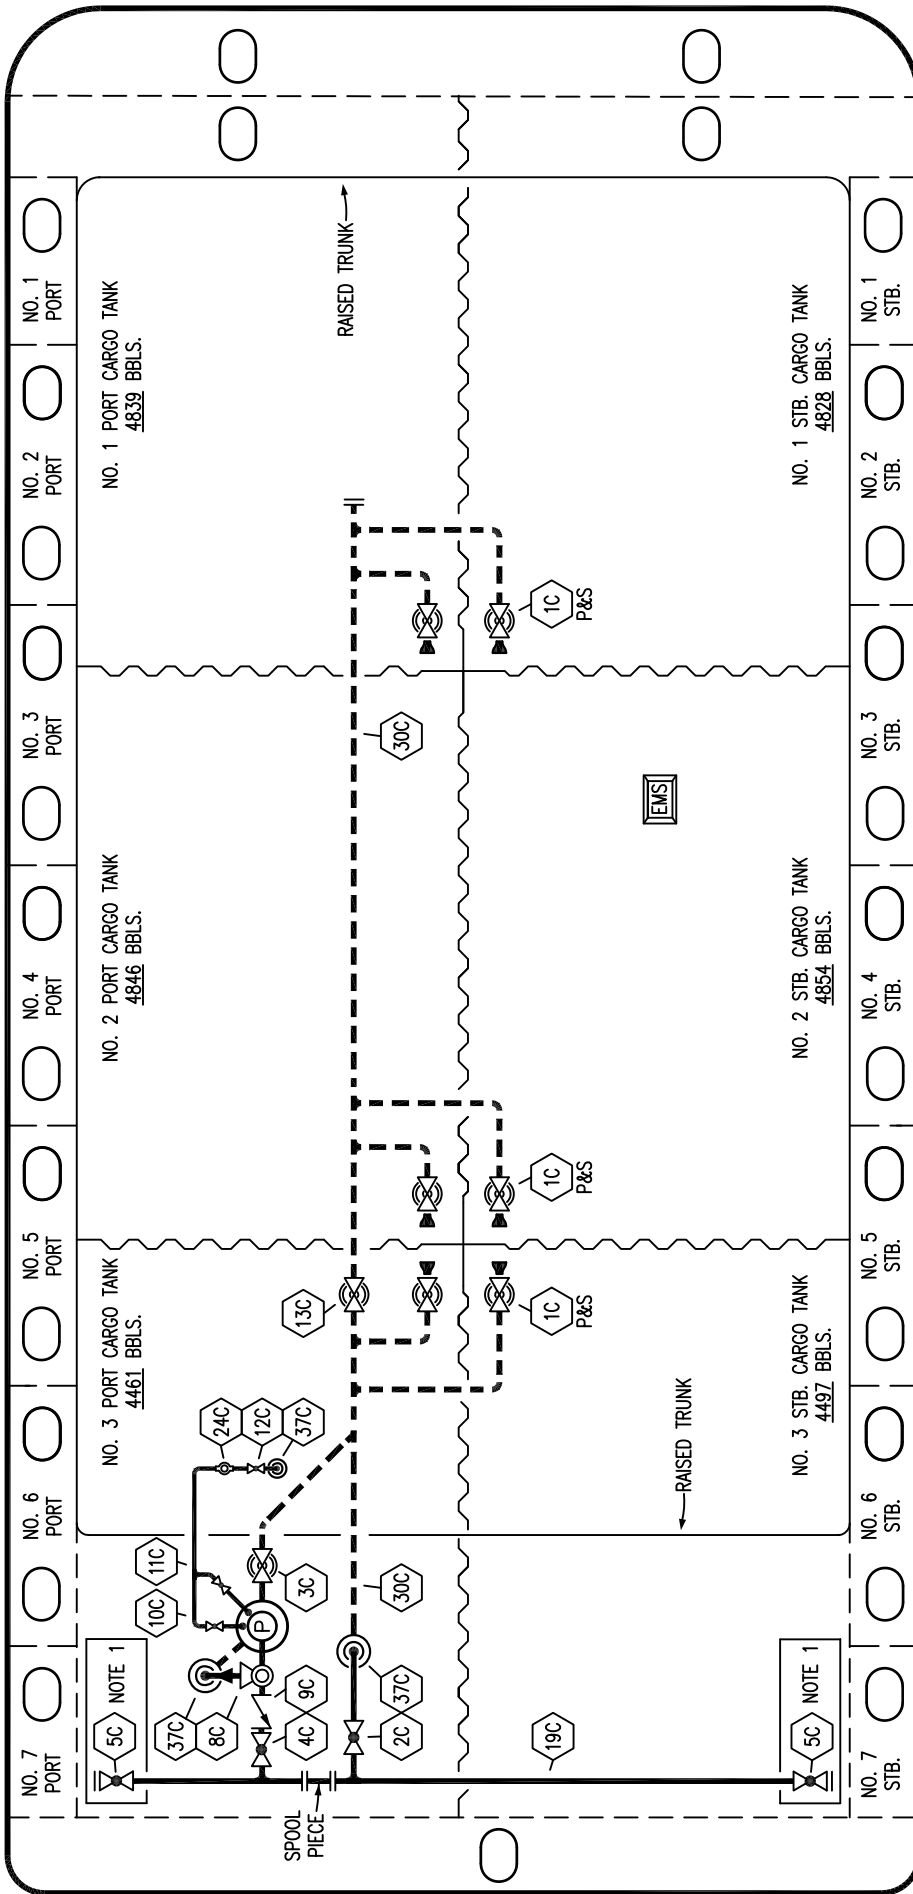 NO. 1
PORT
NO. 2
PORT
NO. 3
PORT
NO. 4
PORT
NO. 5
PORT
NO. 6
PORT
NO. 7
PORT
NO. 1 PORT CARGO TANK
4839 BBLS.
RAISED TRUNK
NO. 1 STB. CARGO TANK
4828 BBLS.
1C
P&S
30C
NO. 2 PORT CARGO TANK
4846 BBLS.
EMS
NO. 2 STB. CARGO TANK
4854 BBLS.
1C
P&S
NO. 3 PORT CARGO TANK
4461 BBLS.
13C
1C
P&S
NO. 3 STB. CARGO TANK
4497 BBLS.
RAISED TRUNK
24C
12C
37C
11C
10C
P
3C
30C
NOTE 1
5C
37C
8C
9C
4C
37C
2C
19C
SPOOL
PIECE
NOTE 1
5C
NO. 1
STB.
NO. 2
STB.
NO. 3
STB.
NO. 4
STB.
NO. 5
STB.
NO. 6
STB.
NO. 7
STB.